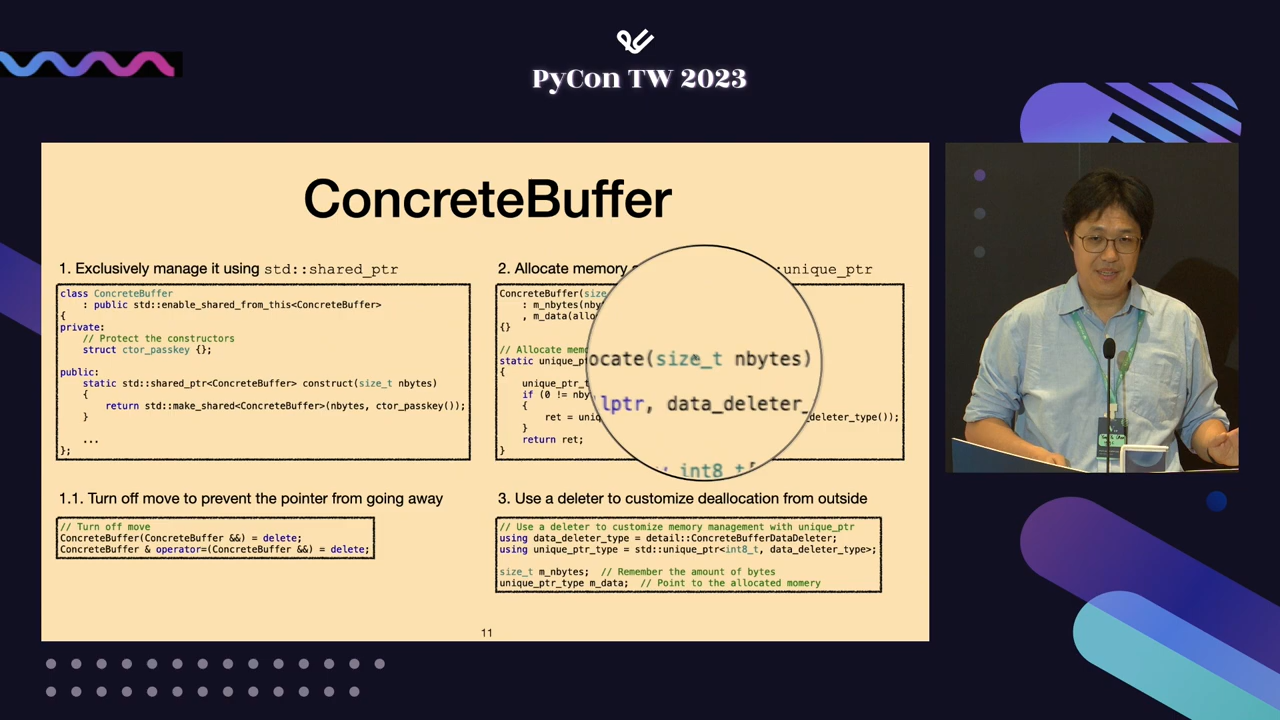 PyCon TW 2023
ConcreteBuffer
1. Exclusively manage it using std::shared_ptr
class ConcreteBuffer
: public std::enable_shared_from_this<ConcreteBuffer>
{
private:
// Protect the constructors
struct ctor_passkey {};
public:
static std::shared_ptr<ConcreteBuffer> construct(size_t nbytes)
{
return std::make_shared<ConcreteBuffer>(nbytes, ctor_passkey());
}
...
};
1.1. Turn off move to prevent the pointer from going away
// Turn off move
ConcreteBuffer(ConcreteBuffer &&) = delete;
ConcreteBuffer & operator=(ConcreteBuffer &&) = delete;
2. Allocate memory :unique_ptr
ConcreteBuffer(size
: m_nbytes(nby
, m_data(allo
{}
// Allocate mem
static unique_pt
{
unique_ptr_t
if (0 != nby
{
ret = uniq _deleter_type());
}
return ret;
}
ocate(size_t nbytes)
lptr, data_deleter_
int8_t[
3. Use a deleter to customize deallocation from outside
// Use a deleter to customize memory management with unique_ptr
using data_deleter_type = detail::ConcreteBufferDataDeleter;
using unique_ptr_type = std::unique_ptr<int8_t, data_deleter_type>;
size_t m_nbytes; // Remember the amount of bytes
unique_ptr_type m_data; // Point to the allocated momery
11